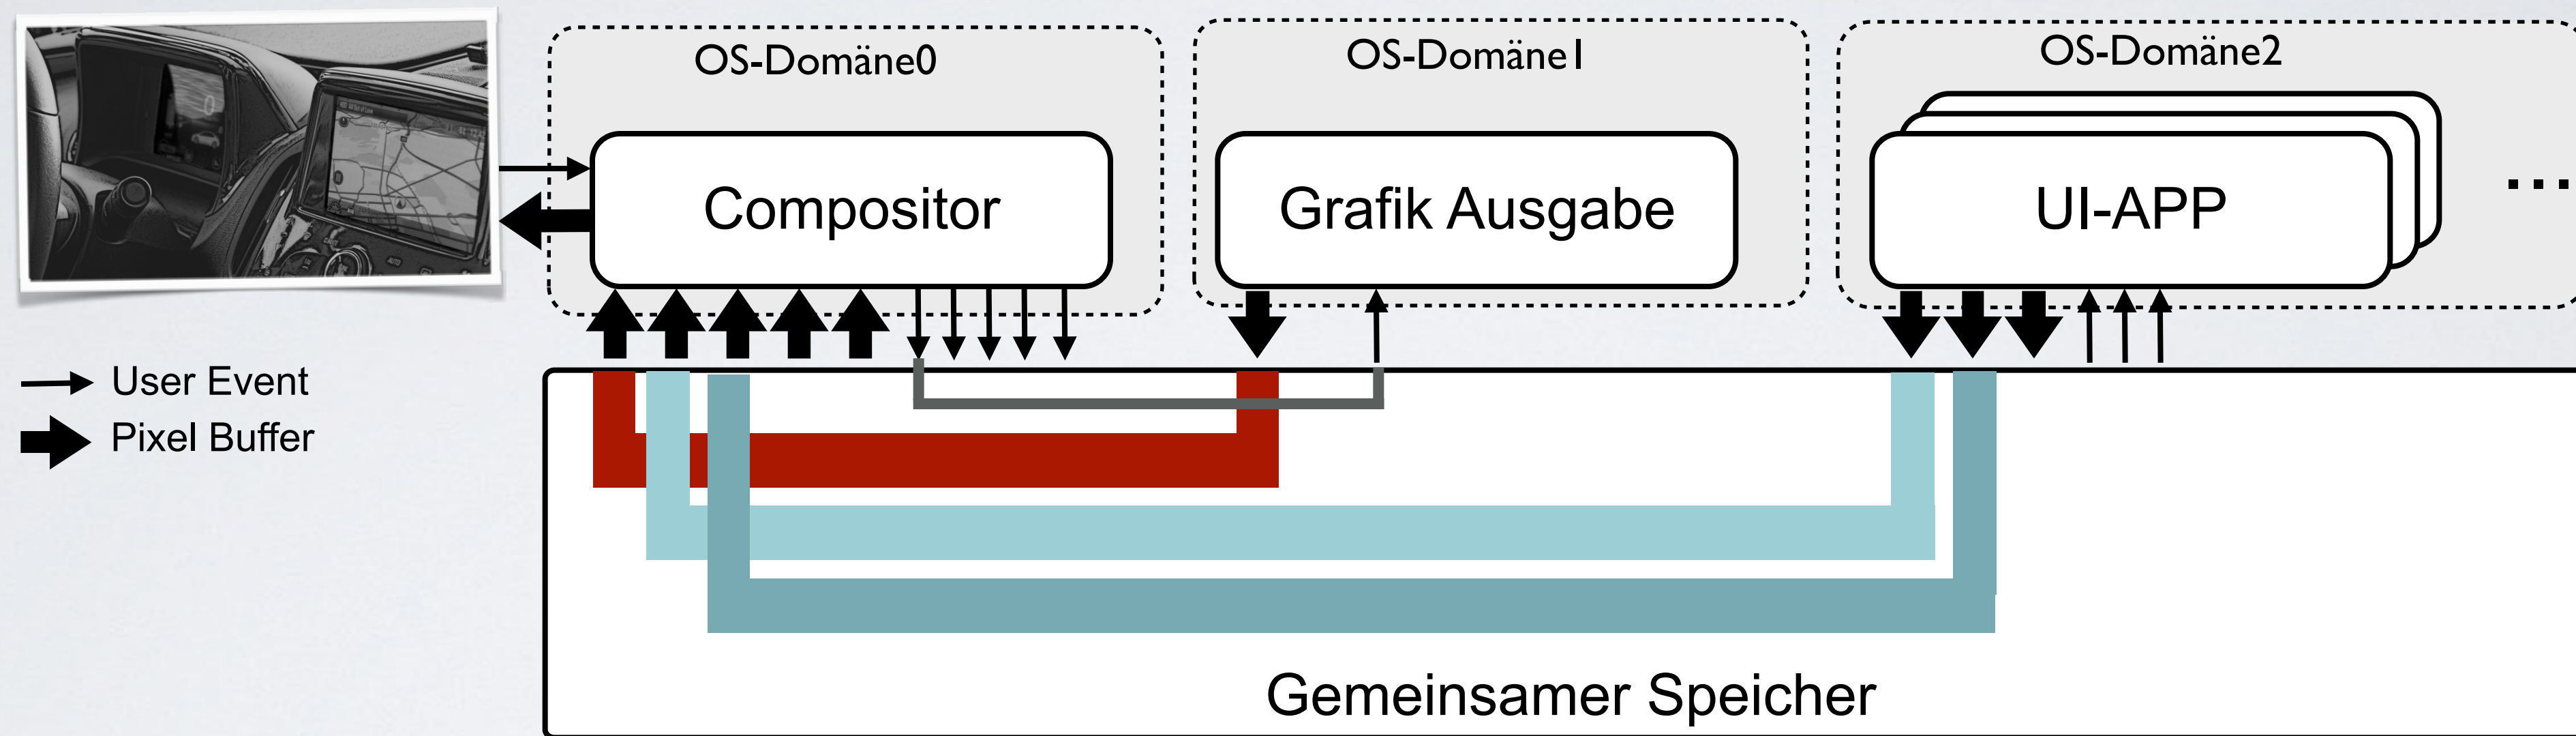 OS-Domäne0
OS-Domäne1
OS-Domäne2
Compositor
Grafik Ausgabe
UI-APP
...
User Event
Pixel Buffer
Gemeinsamer Speicher